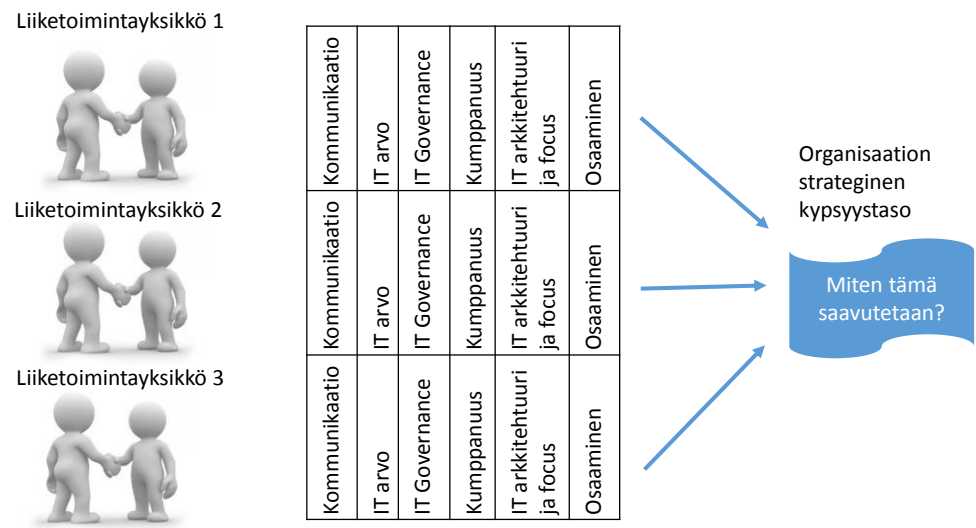 Liiketoimintayksikkö 1
Kommunikaatio
IT arvo
IT Governance
Kumppanuus
IT arkkitehtuuri
ja focus
Osaaminen
Liiketoimintayksikkö 2
Kommunikaatio
IT arvo
IT Governance
Kumppanuus
IT arkkitehtuuri
ja focus
Osaaminen
Liiketoimintayksikkö 3
Kommunikaatio
IT arvo
IT Governance
Kumppanuus
IT arkkitehtuuri
ja focus
Osaaminen
Organisaation
strateginen
kypsyystaso
Miten tämä
saavutetaan?